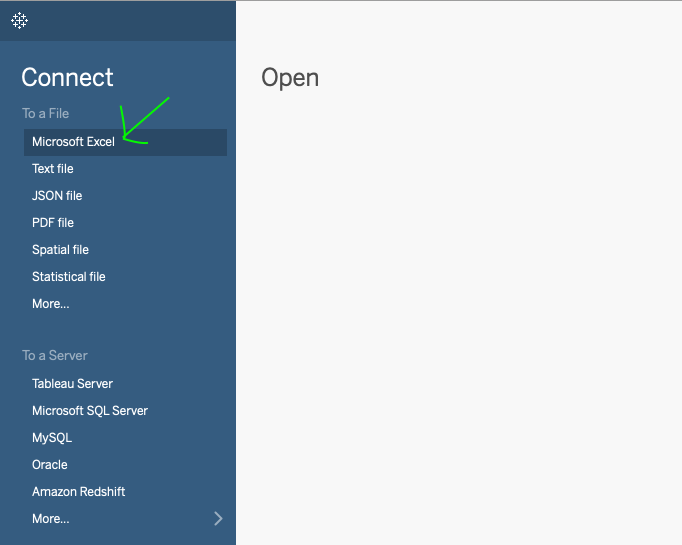 Connect
To a File
Microsoft Excel
Text file
JSON file
PDF file
Spatial file
Statistical file
More...
To a Server
Tableau Server
Microsoft SQL Server
MySQL
Oracle
Amazon Redshift
More...
Open